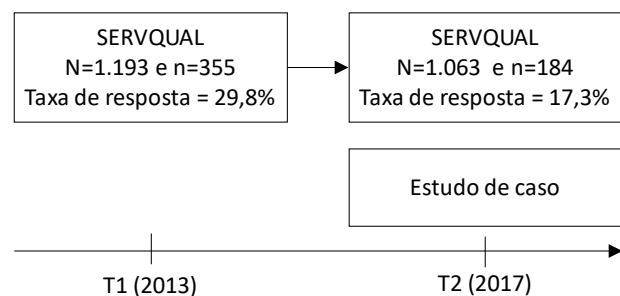 SERVQUAL
N=1.193 e n=355
Taxa de resposta = 29,8%
SERVQUAL
N=1.063 e n=184
Taxa de resposta = 17,3%
Estudo de caso
T1 (2013)
T2 (2017)